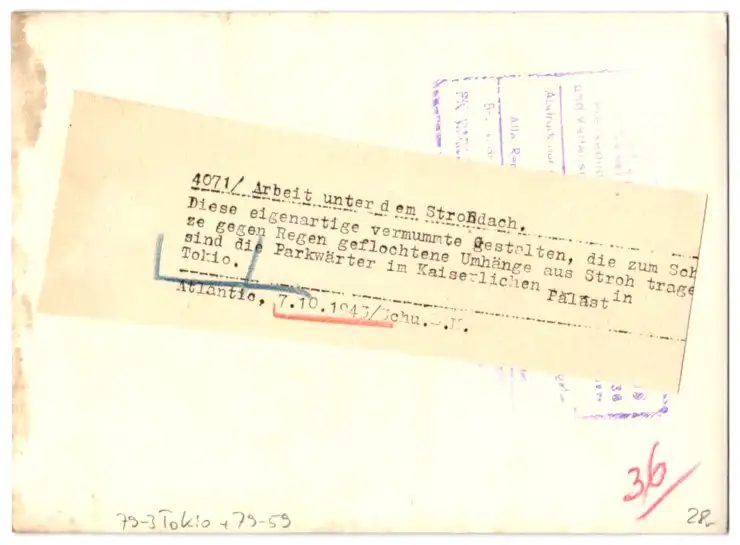 4071/ Arbeit unter dem Strohdach.
Diese eigenartige vermummte Gestalten, die zum Sch
ze gegen Regen geflochtene Umhänge aus Stroh trage
sind die Parkwärter im Kaiserlichen Palast in
Tokio.
Atlantic, 7.10.1943/Schu.-.K.
36/
79-3 Tokio + 79-59
28.-